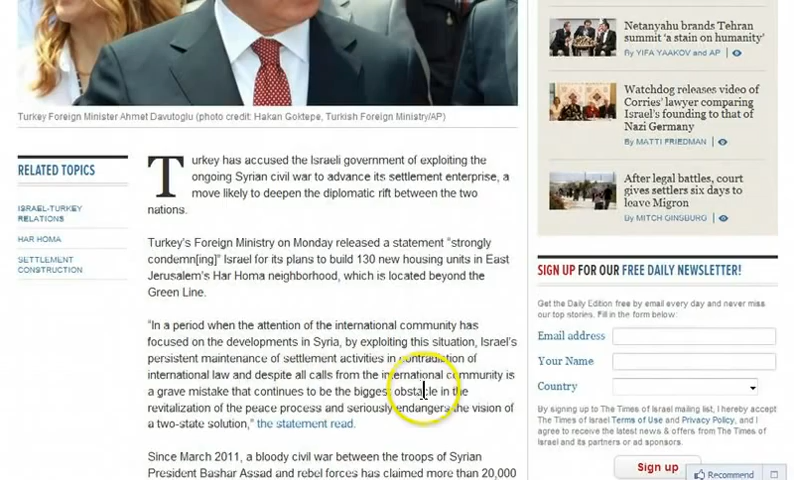 Turkey Foreign Minister Ahmet Davutoglu (photo credit: Hakan Goktepe, Turkish Foreign Ministry/AP)
RELATED TOPICS
ISRAEL-TURKEY
RELATIONS
HAR HOMA
SETTLEMENT
CONSTRUCTION
Turkey has accused the Israeli government of exploiting the
ongoing Syrian civil war to advance its settlement enterprise, a
move likely to deepen the diplomatic rift between the two
nations.
Turkey's Foreign Ministry on Monday released a statement “strongly
condemn[ing]” Israel for its plans to build 130 new housing units in East
Jerusalem's Har Homa neighborhood, which is located beyond the
Green Line.
“In a period when the attention of the international community has
focused on the developments in Syria, by exploiting this situation, Israel's
persistent maintenance of settlement activities in contradiction of
international law and despite all calls from the international community is
a grave mistake that continues to be the biggest obstacle in the
revitalization of the peace process and seriously endangers the vision of
a two-state solution,” the statement read.
Since March 2011, a bloody civil war between the troops of Syrian
President Bashar Assad and rebel forces has claimed more than 20,000
Netanyahu brands Tehran
summit ‘a stain on humanity’
By YIFA YAAKOV and AP
Watchdog releases video of
Corries’ lawyer comparing
Israel’s founding to that of
Nazi Germany
By MATTI FRIEDMAN
After legal battles, court
gives settlers six days to
leave Migron
By MITCH GINSBURG
SIGN UP FOR OUR FREE DAILY NEWSLETTER!
Get the Daily Edition free by email every day and never miss
our top stories. Fill in the form below:
Email address
Your Name
Country
By signing up to The Times of Israel mailing list, I hereby accept
The Times of Israel Terms of Use and Privacy Policy, and I
agree to receive the latest news & offers from The Times of
Israel and its partners or ad sponsors.
Sign up
Recommend